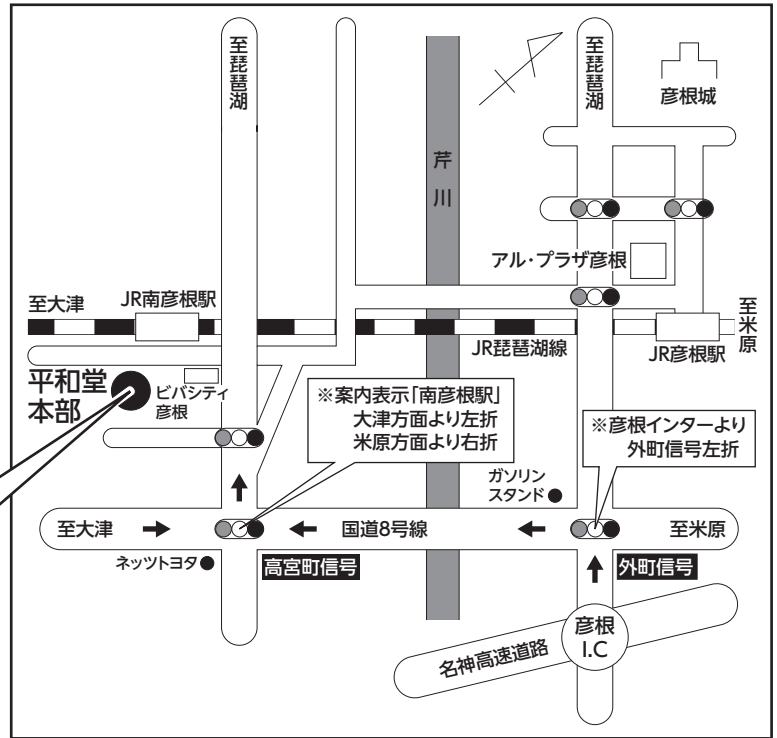 至琵琶湖
至琵琶湖
彦根城
芹川
アル・プラザ彦根
至大津
JR南彦根駅
至米原
JR琵琶湖線
JR彦根駅
平和堂
本部
ビバシティ
彦根
※案内表示「南彦根駅」
大津方面より左折
米原方面より右折
※彦根インターより
外町信号左折
ガソリン
スタンド
至大津
国道8号線
至米原
ネッツトヨタ
高宮町信号
外町信号
彦根
I.C
名神高速道路